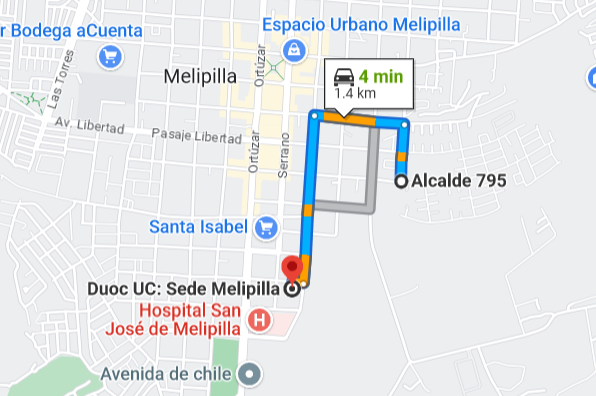 r Bodega aCuenta
Espacio Urbano Melipilla
Las Torres
Melipilla
Ortúzar
4 min
1.4 km
Av. Libertad
Pasaje Libertad
Ortúzar
Serrano
Alcalde 795
Santa Isabel
Duoc UC: Sede Melipilla
Hospital San
José de Melipilla
H
Avenida de chile